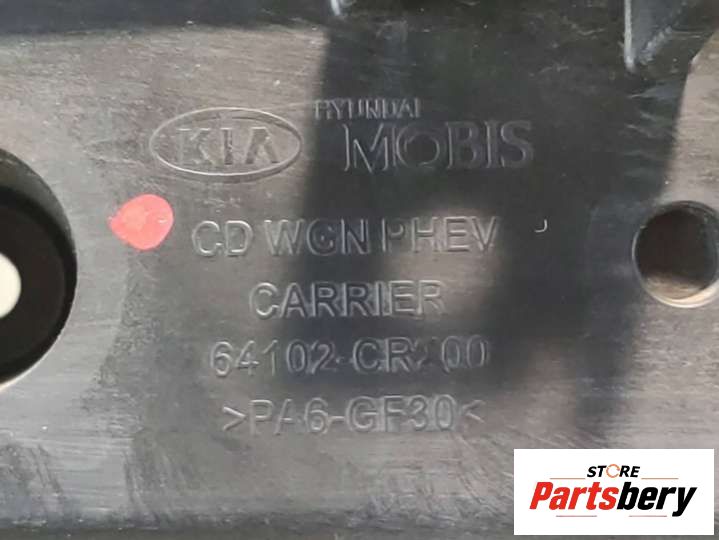 KIA HYUNDAI MOBIS
CD WGN PHEV
CARRIER
64102-CR200
>PA6-GF30<
STORE
Partsbery